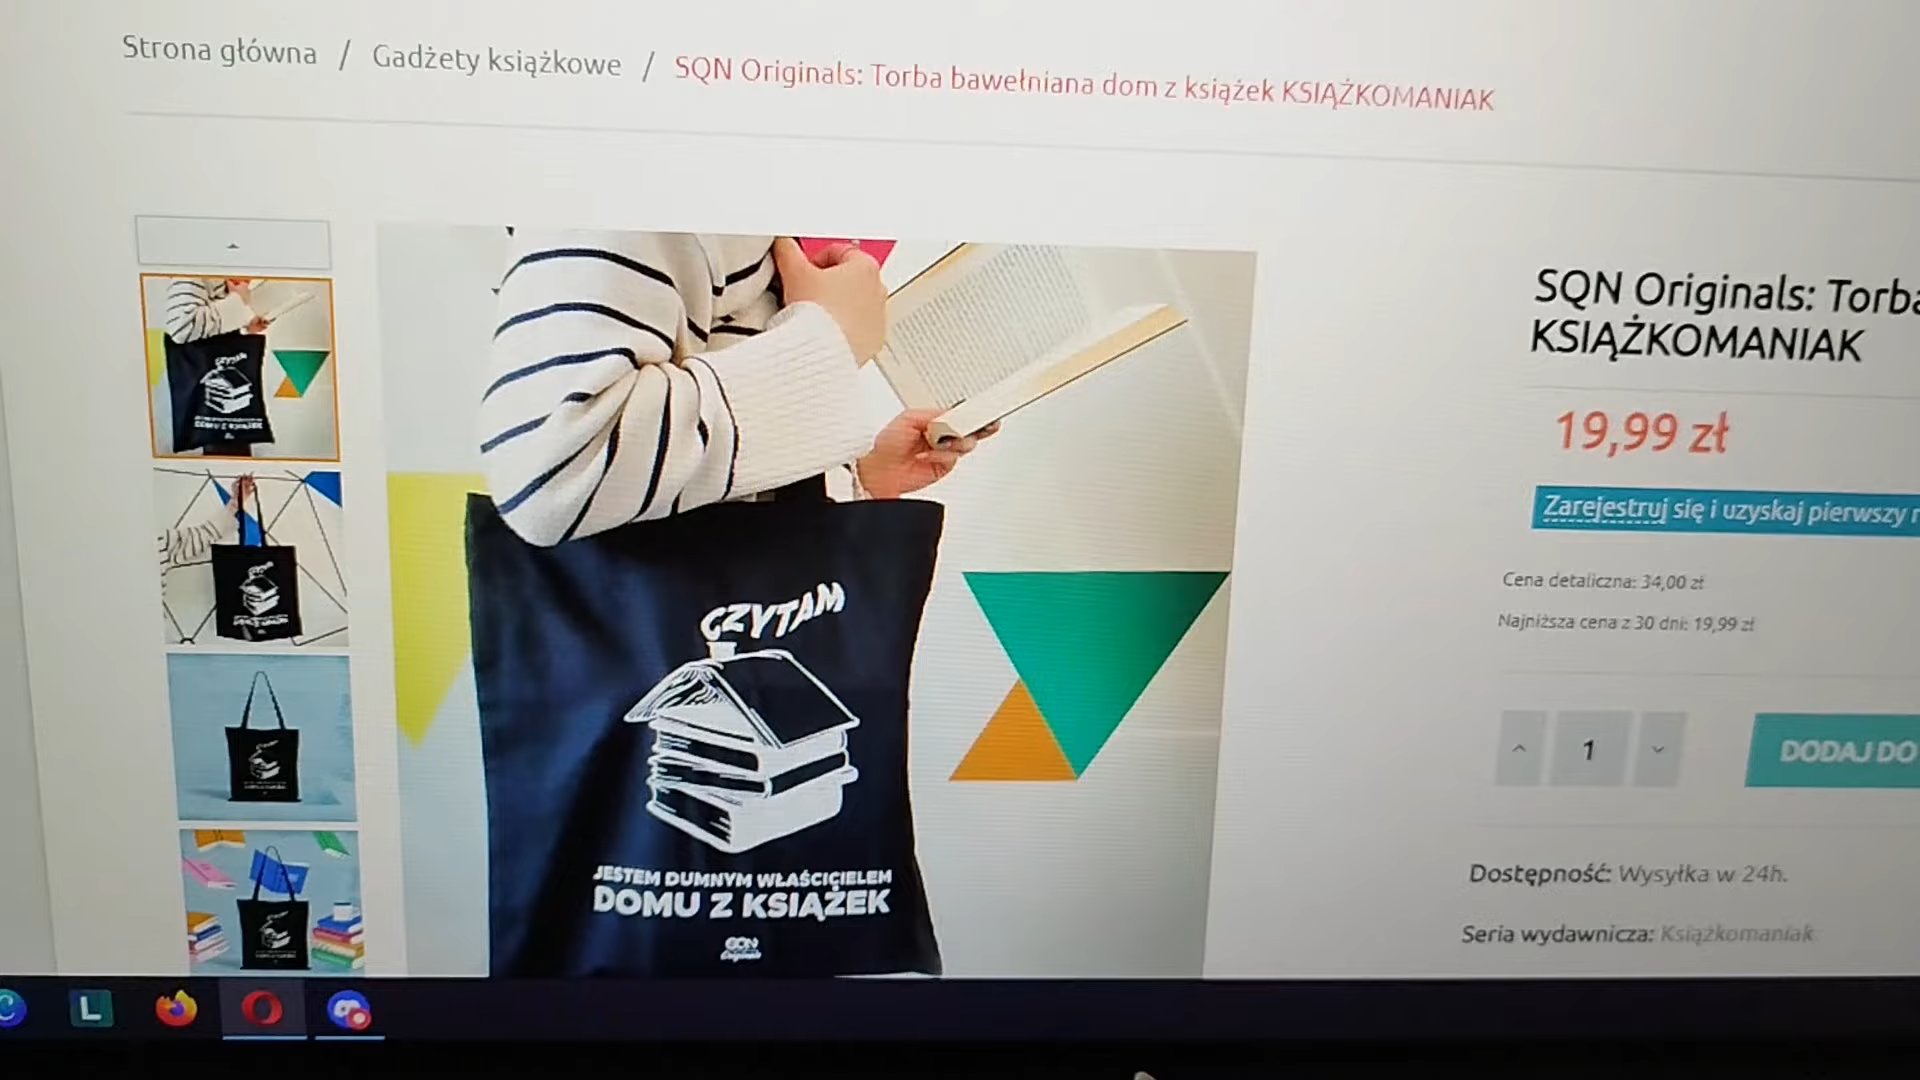 Strona główna / Gadżety książkowe / SQN Originals: Torba bawełniana dom z książek KSIĄŻKOMANIAK
SQN Originals: Torba
KSIĄŻKOMANIAK
19,99 zł
Zarejestruj się i uzyskaj pierwszy
Cena detaliczna: 34,00 zł
Najniższa cena z 30 dni: 19,99 zł
1
DODAJ DO
Dostępność: Wysyłka w 24h.
Seria wydawnicza: Książkomaniak
CZYTAM
JESTEM DUMNYM WŁAŚCICIELEM
DOMU Z KSIĄŻEK
SQN
Originals
L